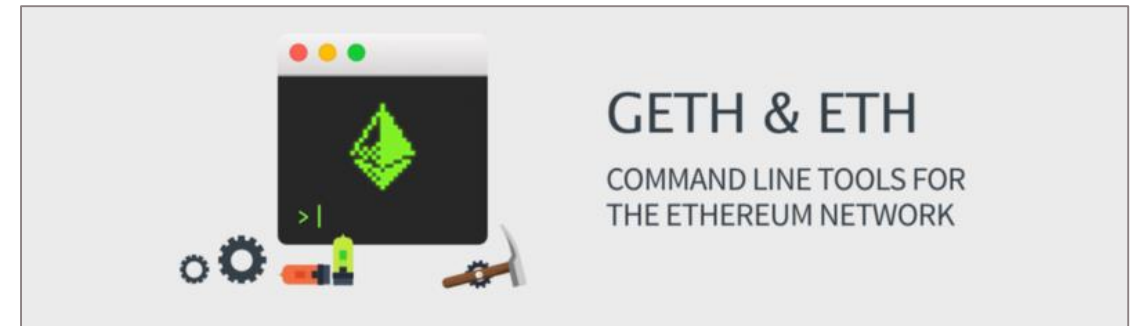 GETH & ETH
COMMAND LINE TOOLS FOR
THE ETHEREUM NETWORK
>|